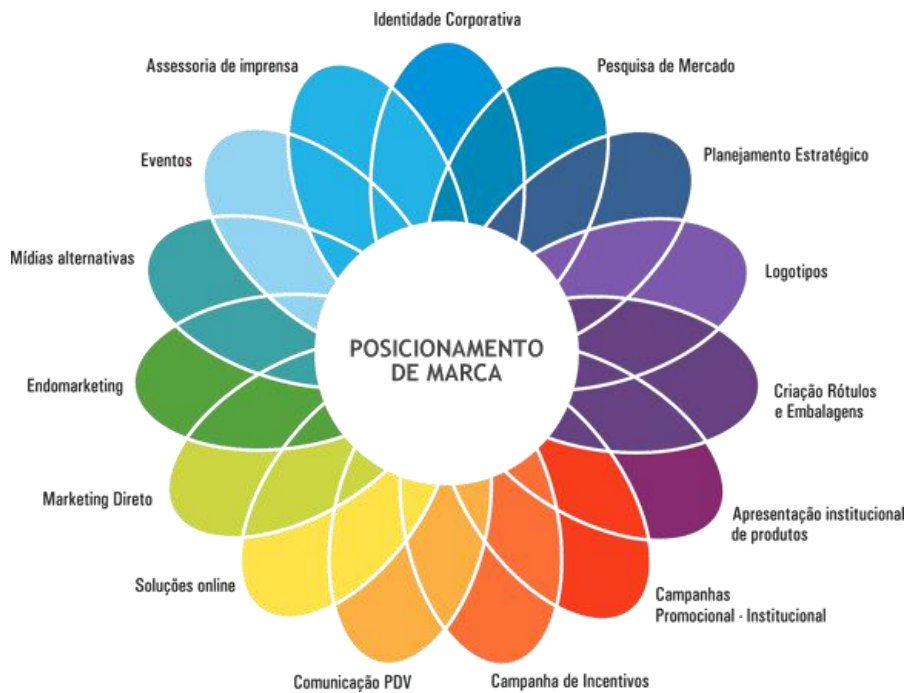 Identidade Corporativa
Pesquisa de Mercado
Planejamento Estratégico
Logotipos
Criação Rótulos
e Embalagens
Apresentação institucional
de produtos
Campanhas
Promocional - Institucional
Campanha de Incentivos
Comunicação PDV
Soluções online
Marketing Direto
Endomarketing
Mídias alternativas
Eventos
Assessoria de imprensa
POSICIONAMENTO
DE MARCA